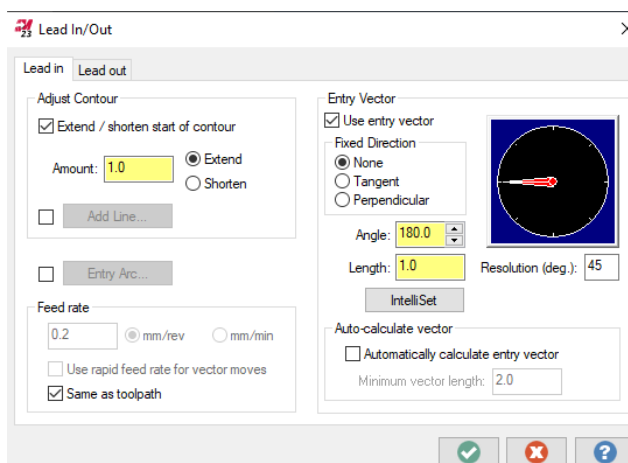 23 Lead In/Out
Lead in Lead out
Adjust Contour
Extend / shorten start of contour
Amount: 1.0 Extend
Shorten
Add Line...
Entry Arc...
Feed rate
0.2 mm/rev mm/min
Use rapid feed rate for vector moves
Same as toolpath
Entry Vector
Use entry vector
Fixed Direction
None
Tangent
Perpendicular
Angle: 180.0
Length: 1.0 Resolution (deg.): 45
IntelliSet
Auto-calculate vector
Automatically calculate entry vector
Minimum vector length: 2.0
?